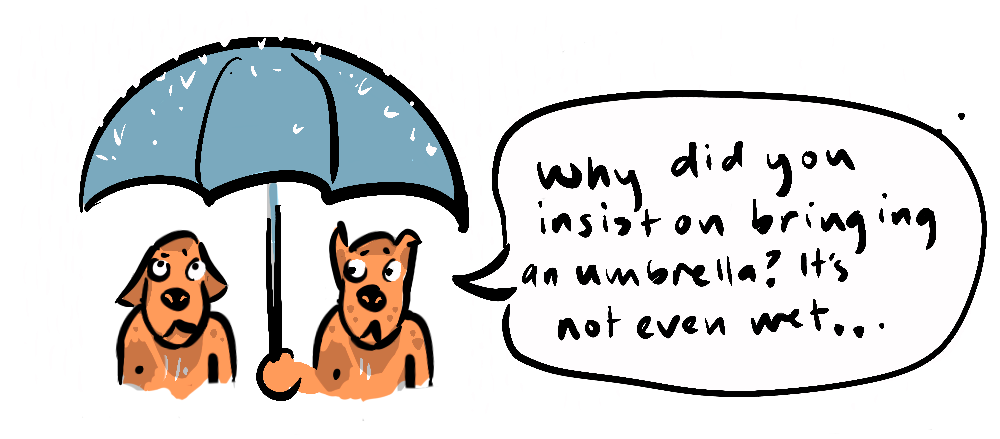 Why did you
insist on bringing
an umbrella? It's
not even wet...